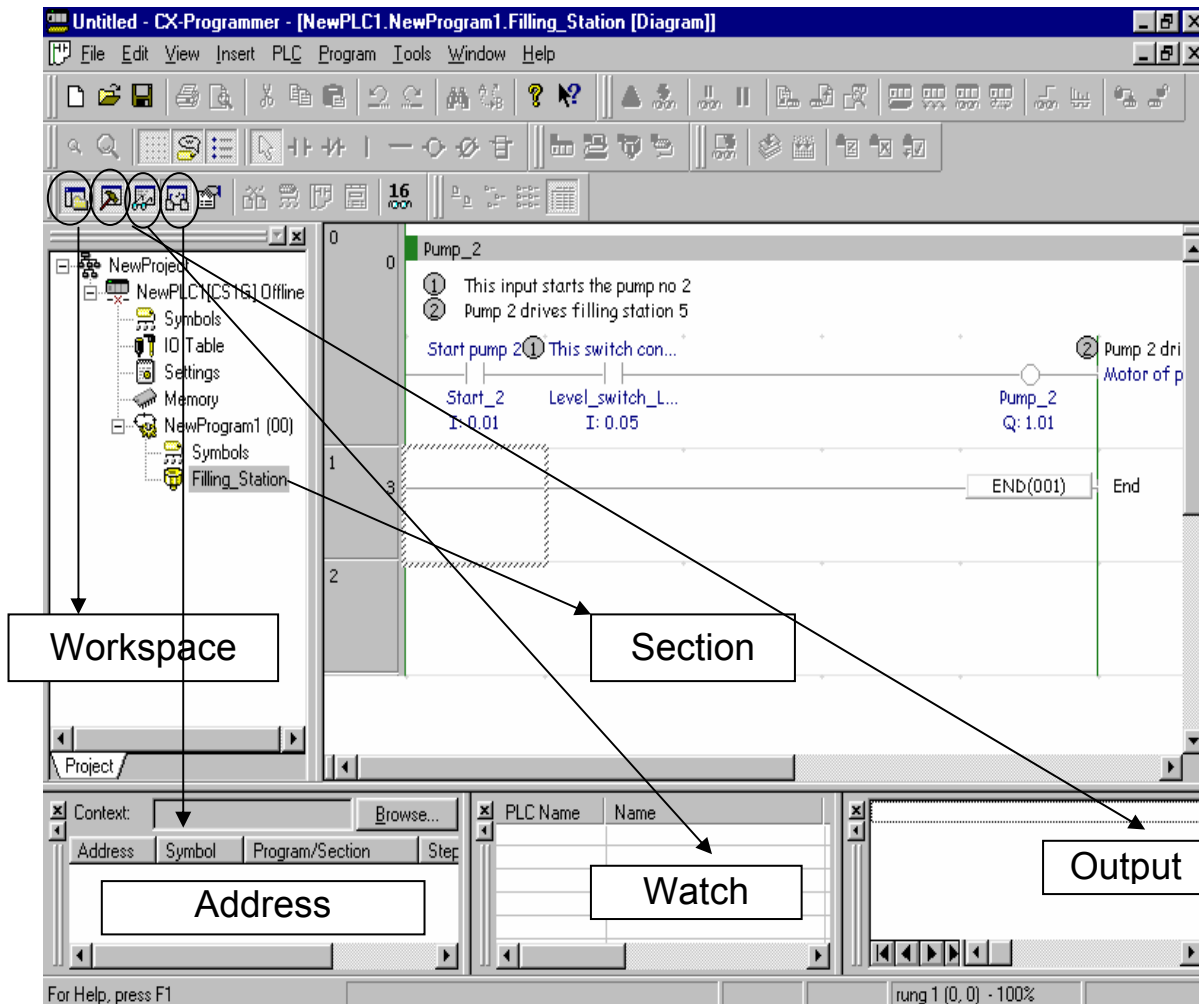 Untitled - CX-Programmer - [NewPLC1.NewProgram1.Filling_Station [Diagram]]
File Edit View Insert PLC Program Tools Window Help
16
NewProject
NewPLC1[CS1G] Offline
Symbols
IO Table
Settings
Memory
NewProgram1 (00)
Symbols
Filling_Station
Project
0
0
Pump_2
1 This input starts the pump no 2
2 Pump 2 drives filling station 5
Start pump 2 1 This switch con... 2 Pump 2 dri
Motor of p
Start_2 Level_switch_L... Pump_2
I: 0.01 I: 0.05 Q: 1.01
1
3
END(001) End
2
Workspace
Section
Context: Browse...
Address Symbol Program/Section Step
Address
PLC Name Name
Watch
Output
For Help, press F1
rung 1 (0, 0) - 100%